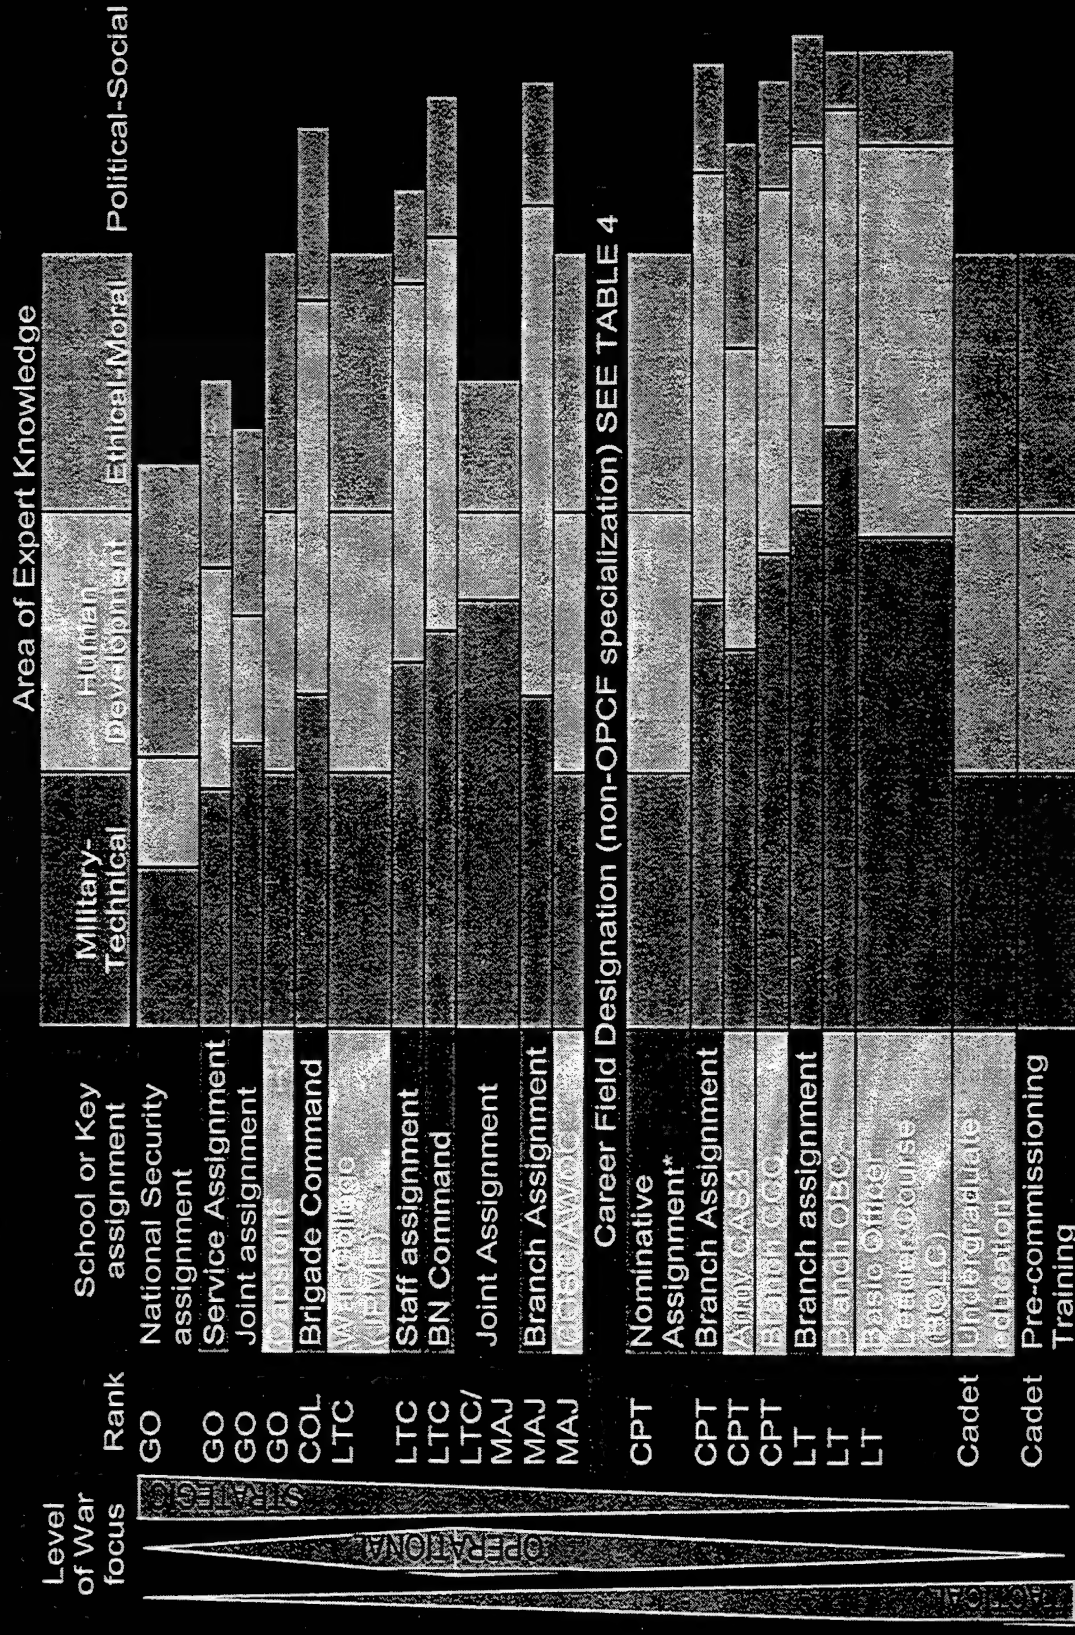 Area of Expert Knowledge
Level
of War
focus
Rank
School or Key
assignment
Military-
Technical
Human
Development
Ethical-Moral
Political-Social
GO
National Security
assignment
GO
Service Assignment
GO
Joint assignment
GO
Capstone
COL
Brigade Command
LTC
War College
(JPME)
LTC
Staff assignment
LTC
BN Command
LTC/
MAJ
Joint Assignment
MAJ
Branch Assignment
MAJ
Career Field Designation (non-OPCF specialization) SEE TABLE 4
CPT
Nominative
Assignment*
CPT
Branch Assignment
CPT
Army CAS3
CPT
Branch CCC
LT
Branch assignment
LT
Branch OBC
LT
Basic Officer
Leader Course
(BOLC)
Cadet
Undergraduate
education
Cadet
Pre-commissioning
Training
STRATEGIC
OPERATIONAL
TACTICAL